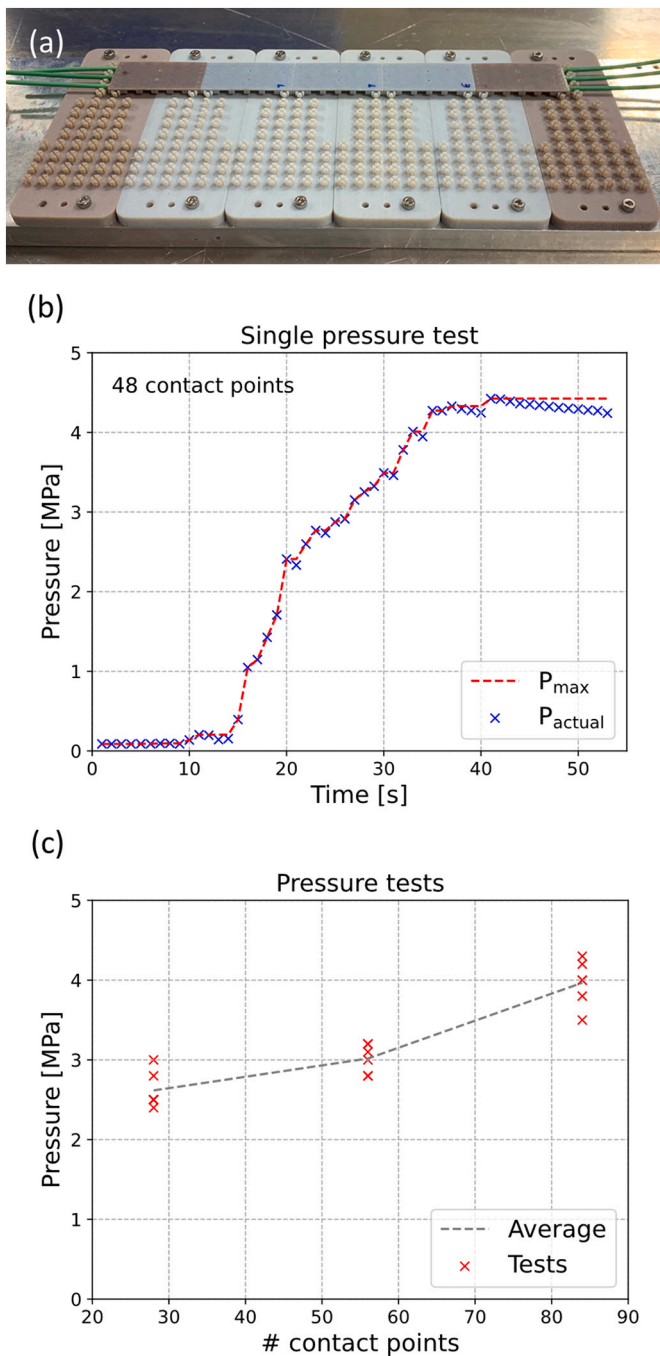 (a)
(b)
Single pressure test
48 contact points
Pressure [MPa]
5
4
3
2
1
0
0 10 20 30 40 50
Time [s]
Pmax
Pactual
(c)
Pressure tests
Pressure [MPa]
5
4
3
2
1
0
20 30 40 50 60 70 80 90
# contact points
Average
Tests